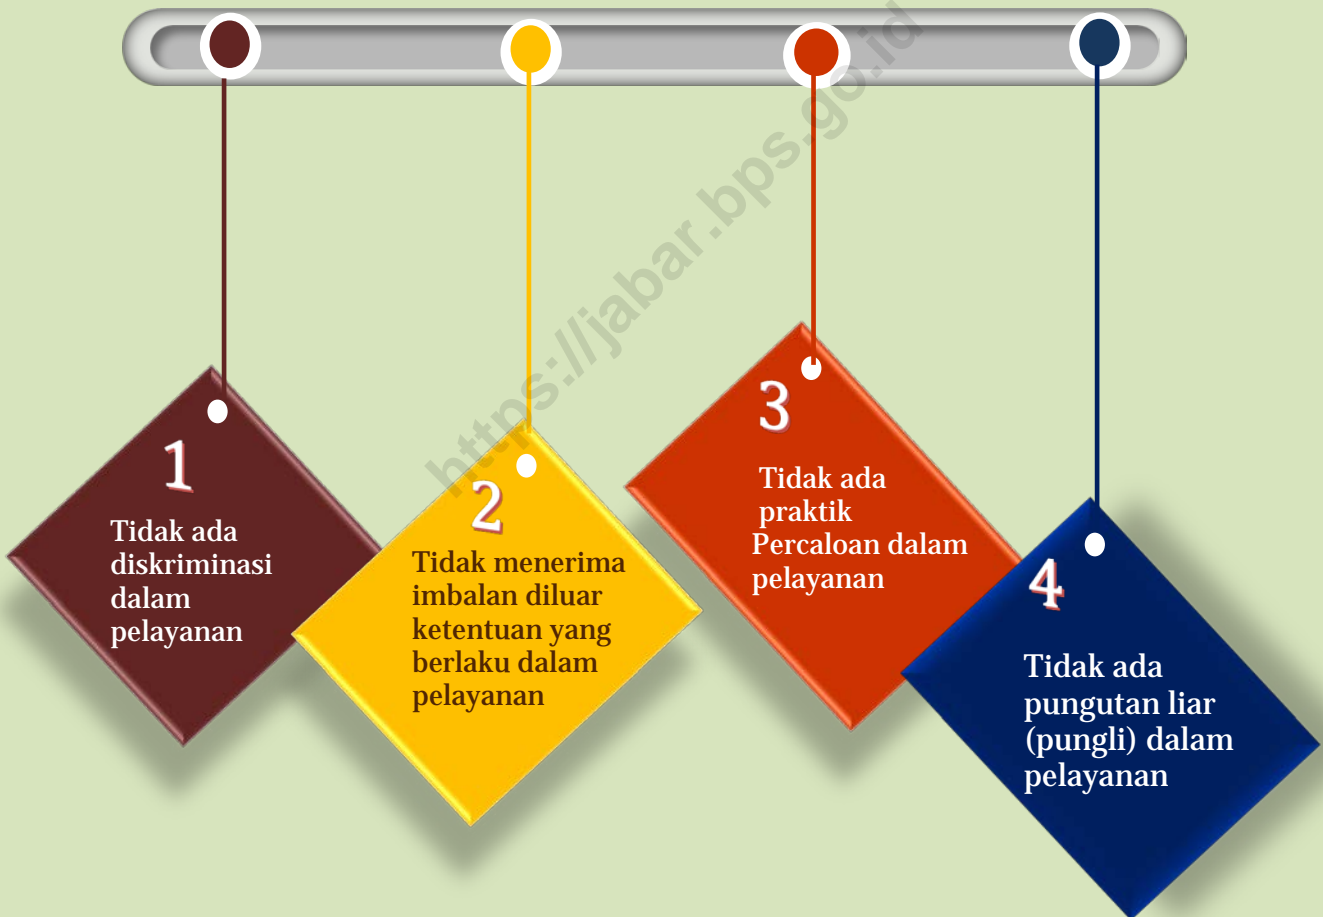 https://jabar.bps.go.id
1
Tidak ada
diskriminasi
dalam
pelayanan
2
Tidak menerima
imbalan diluar
ketentuan yang
berlaku dalam
pelayanan
3
Tidak ada
praktik
Percaloan dalam
pelayanan
4
Tidak ada
pungutan liar
(pungli) dalam
pelayanan